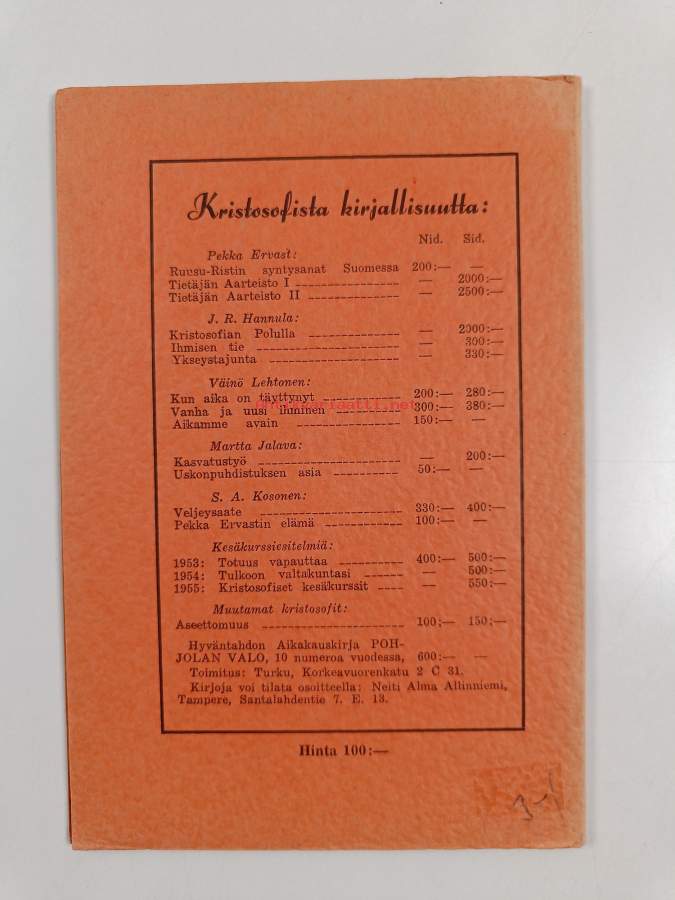 Kristosofista kirjallisuutta:
Nid. Sid.
Pekka Ervast:
Ruusu-Ristin syntysanat Suomessa 200:— —
Tietäjän Aarteisto I — 2000:—
Tietäjän Aarteisto II — 2500:—
J. R. Hannula:
Kristosofian Polulla — 2000:—
Ihmisen tie — 300:—
Ykseystajunta — 330:—
Väinö Lehtonen:
Kun aika on täyttynyt 200:— 280:—
Vanha ja uusi ihminen 300:— 380:—
Aikamme avain 150:— —
Martta Jalava:
Kasvatustyö — 200:—
Uskonpuhdistuksen asia 50:— —
S. A. Kosonen:
Veljeysaate 330:— 400:—
Pekka Ervastin elämä 100:— —
Kesäkurssiesitelmiä:
1953: Totuus vapauttaa 400:— 500:—
1954: Tulkoon valtakuntasi — 500:—
1955: Kristosofiset kesäkurssit — 550:—
Muutamat kristosofit:
Aseettomuus 100:— 150:—
Hyväntahdon Aikakauskirja POH-
JOLAN VALO, 10 numeroa vuodessa, 600:— —
Toimitus: Turku, Korkeavuorenkatu 2 C 31.
Kirjoja voi tilata osoitteella: Neiti Alma Allinniemi,
Tampere, Santalahdentie 7. E. 13.
Hinta 100:—